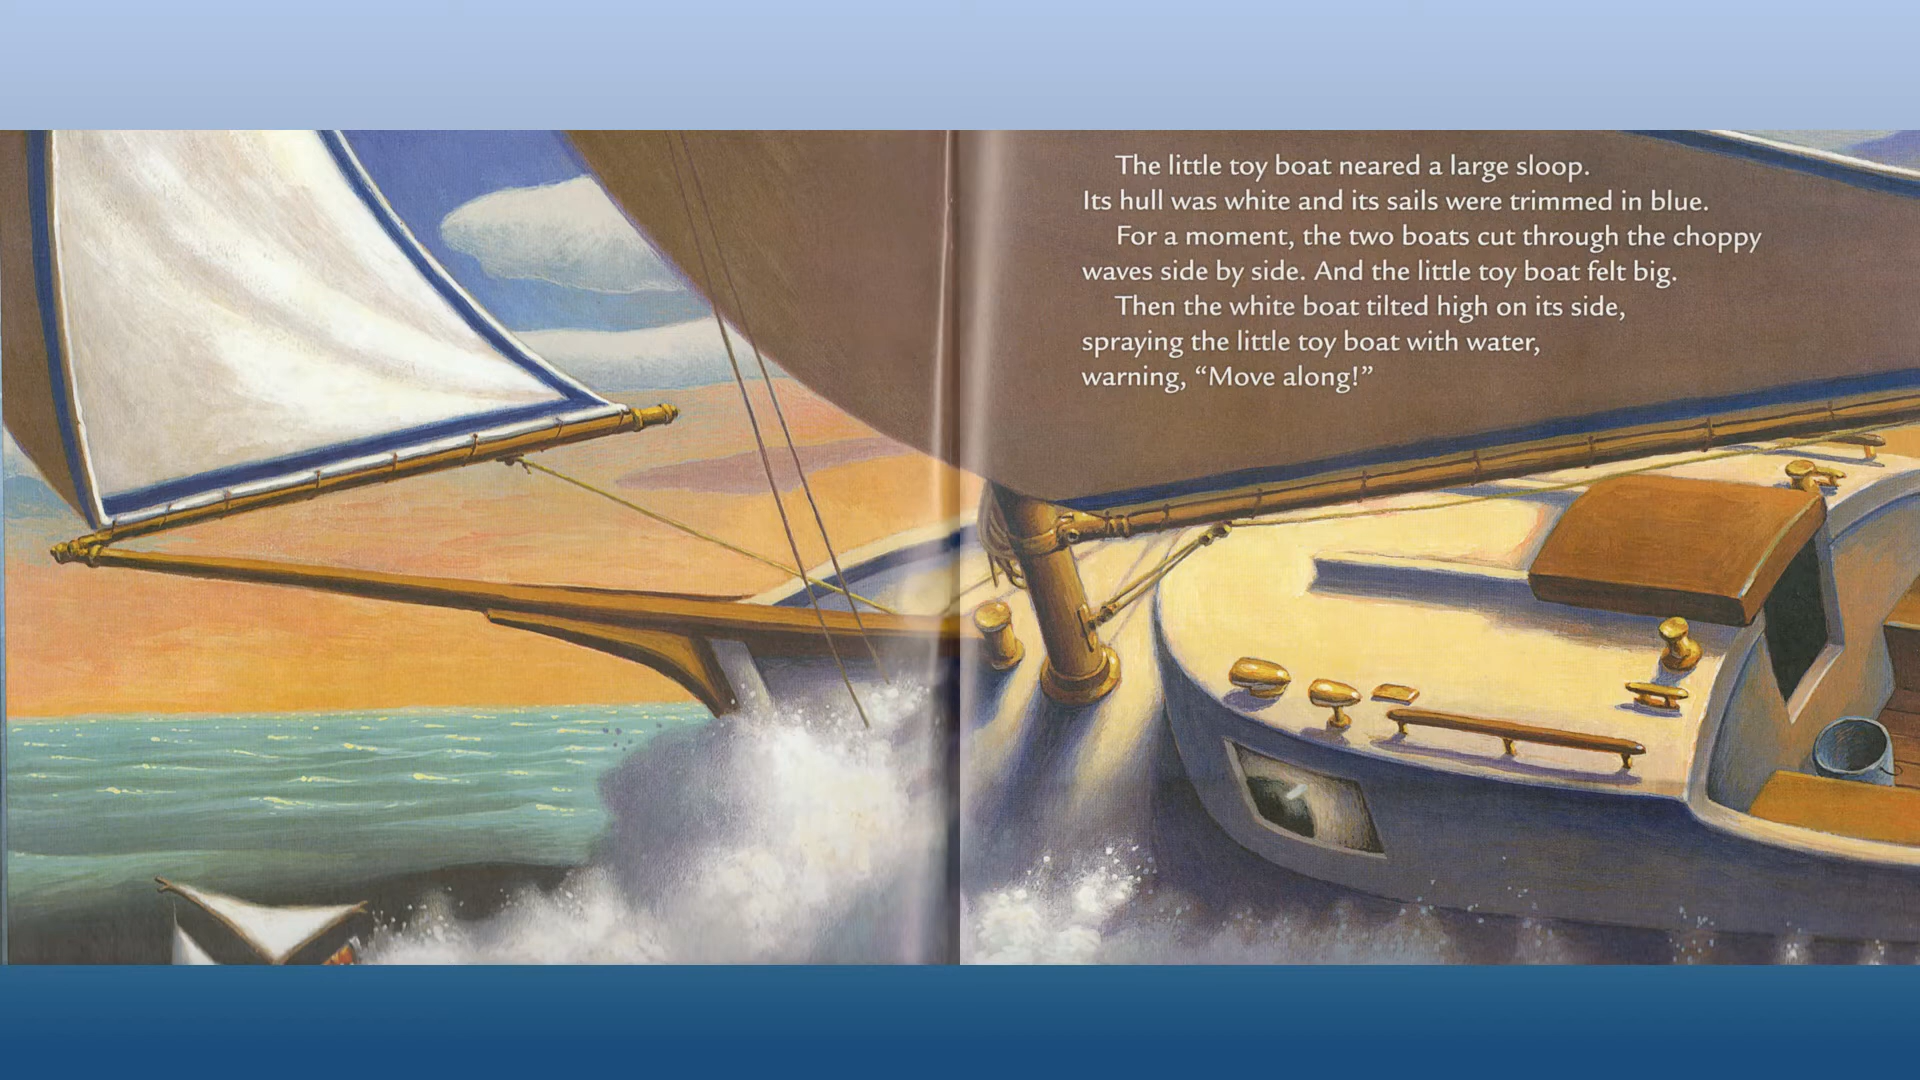 The little toy boat neared a large sloop.
Its hull was white and its sails were trimmed in blue.
For a moment, the two boats cut through the choppy
waves side by side. And the little toy boat felt big.
Then the white boat tilted high on its side,
spraying the little toy boat with water,
warning, “Move along!”